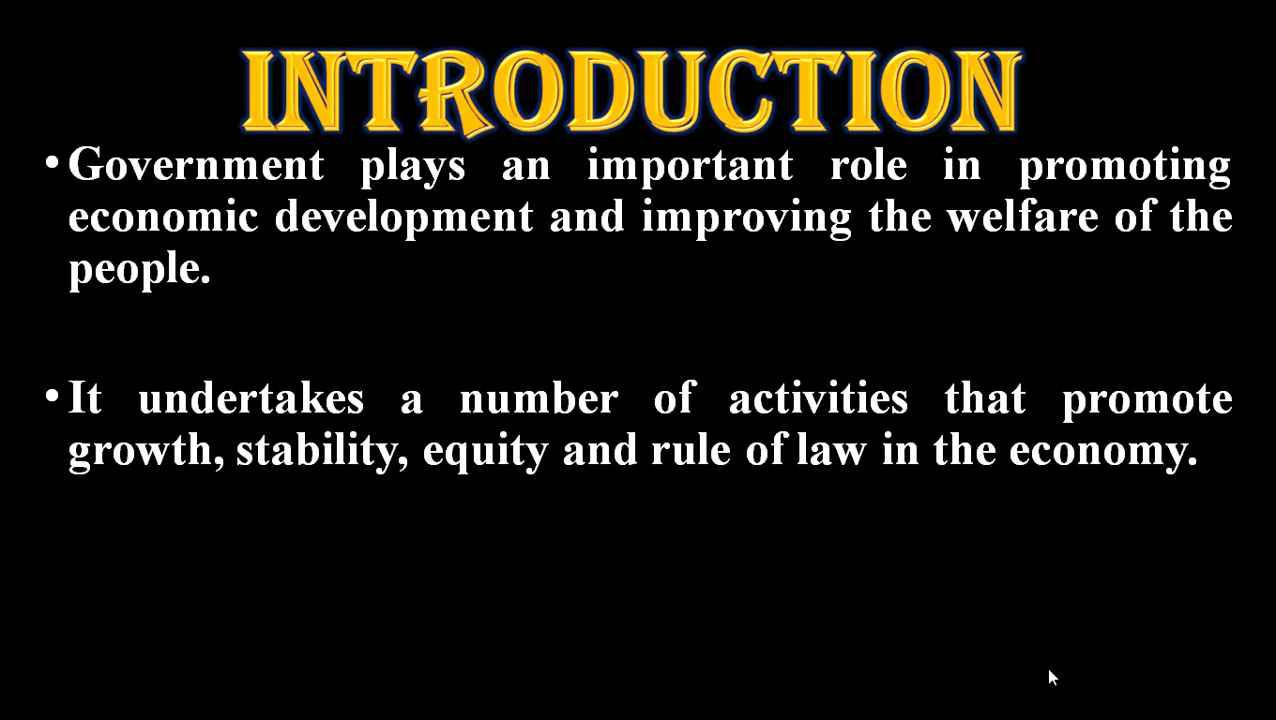 INTRODUCTION
• Government plays an important role in promoting
economic development and improving the welfare of the
people.
• It undertakes a number of activities that promote
growth, stability, equity and rule of law in the economy.